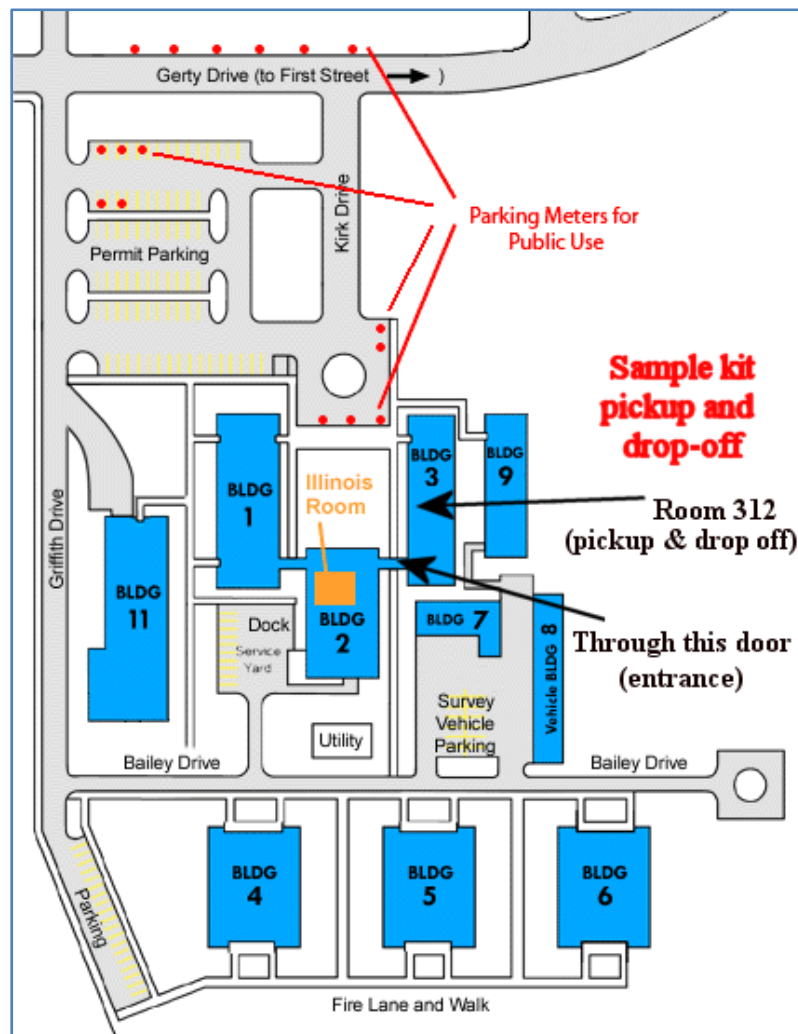 Gerty Drive (to First Street )
Kirk Drive
Parking Meters for
Public Use
Permit Parking
Sample kit
pickup and
drop-off
BLDG
1
Illinois
Room
BLDG
3
BLDG
9
Room 312
(pickup & drop off)
Griffith Drive
BLDG
11
BLDG
2
Dock
Service
Yard
BLDG 7
Vehicle BLDG 8
Through this door
(entrance)
Survey
Vehicle
Parking
Utility
Bailey Drive
Bailey Drive
BLDG
4
BLDG
5
BLDG
6
Parking
Fire Lane and Walk